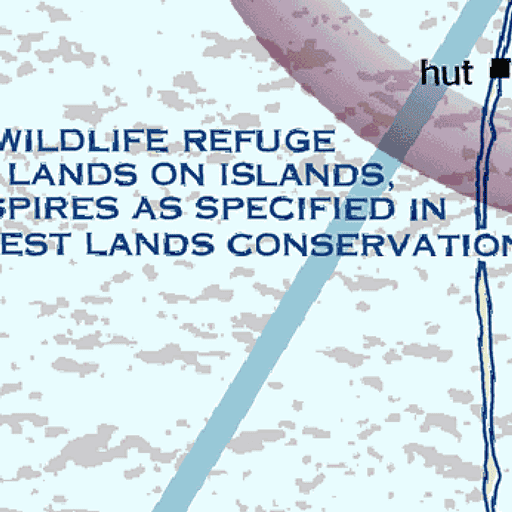 hut
WILDLIFE REFUGE
LANDS ON ISLANDS,
SPIRES AS SPECIFIED IN
EST LANDS CONSERVATION